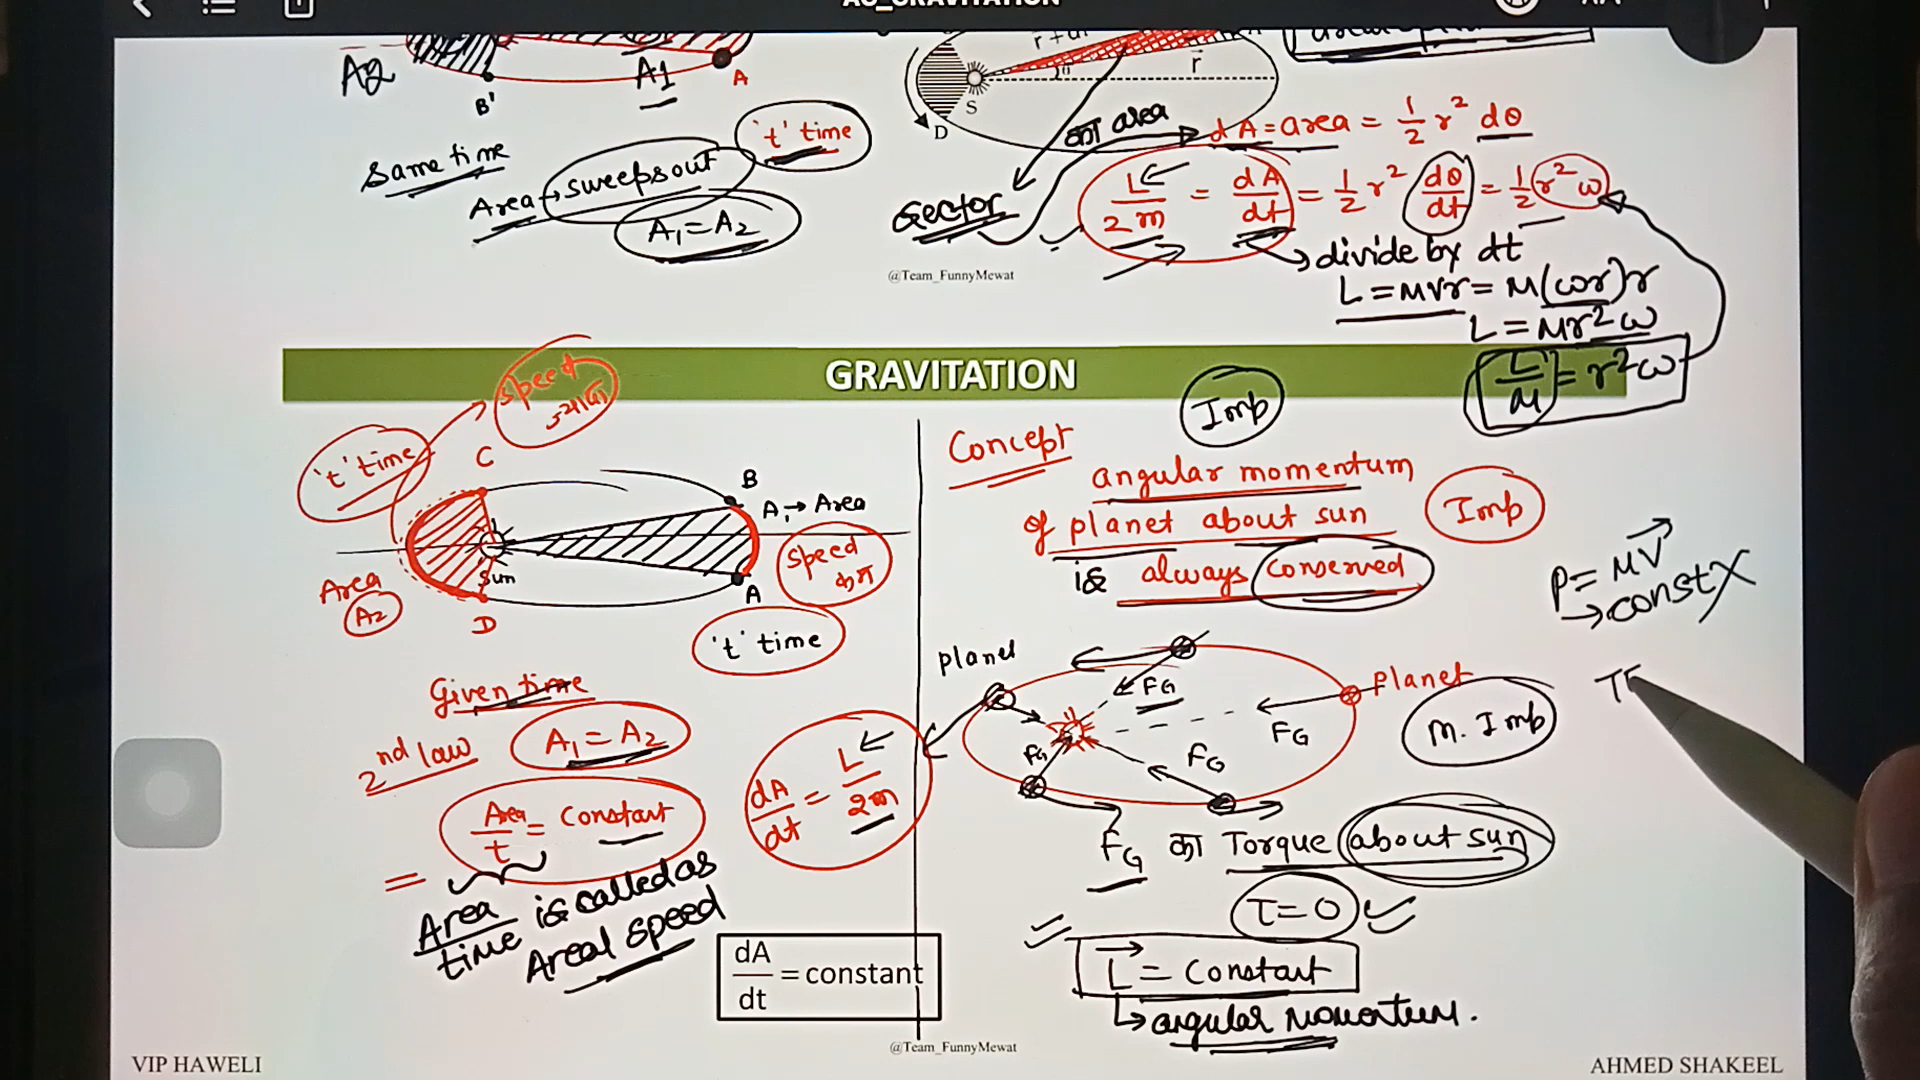 AC_GRAVITATION
A2
B'
A1
A
r
S
D
Same time
't' time
Area → sweepsout
A₁=A₂
का area
dA=area = 1/2 r² dθ
Sector
L/2m = dA/dt = 1/2 r² dθ/dt = 1/2 r² ω
divide by dt
L = MVr = M(ωr)r
L = Mr²ω
L/M = r²ω
@Team_FunnyMewat
GRAVITATION
speed
't' time
C
B
A₁→ Area
Sun
Speed कम
Area
A2
D
A
't' time
Given time
2nd law
A₁ = A₂
Area/t = Constant
dA/dt = L/2m
= Area/time is called as
Areal speed
dA/dt = constant
Concept
Imp
angular momentum
of planet about sun
Imp
is always conserved
P = MV
→ const X
planet
FG
Planet
FG
M. Imp
FG
FG
FG का Torque about sun
τ=0
L = Constant
↳ angular momentum.
@Team_FunnyMewat
VIP HAWELI
AHMED SHAKEEL